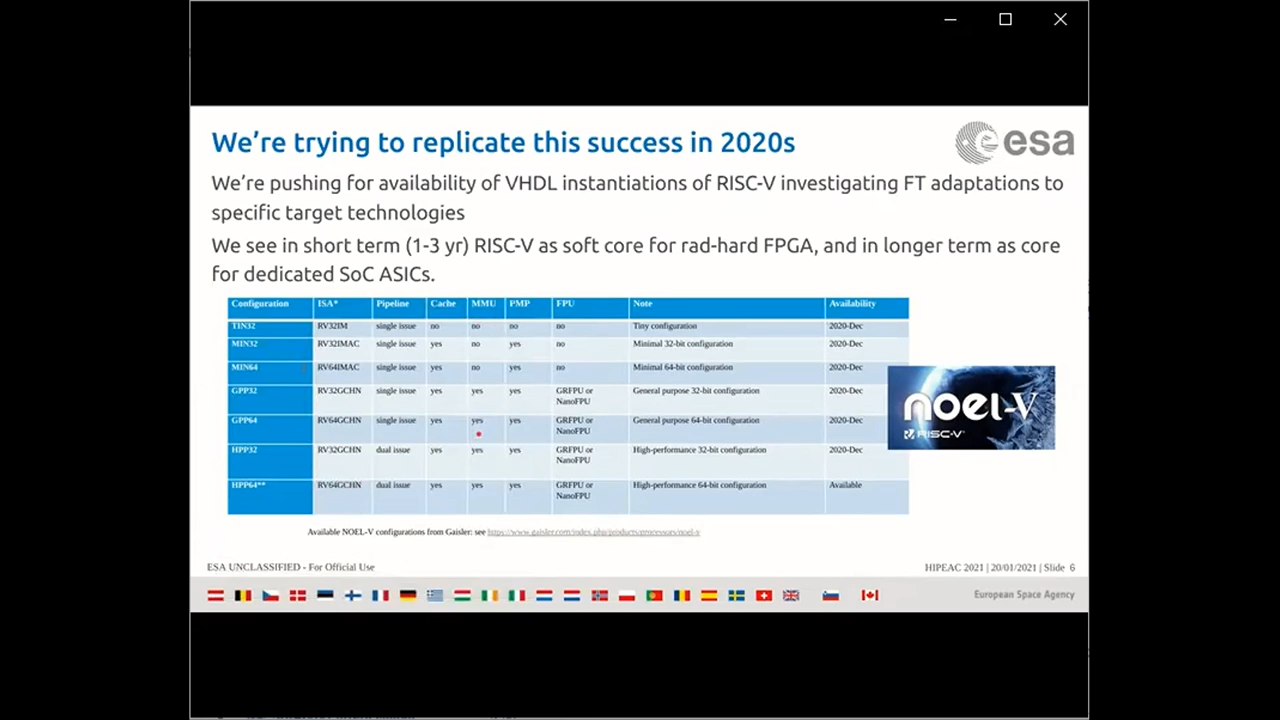 We're trying to replicate this success in 2020s
esa
We're pushing for availability of VHDL instantiations of RISC-V investigating FT adaptations to
specific target technologies
We see in short term (1-3 yr) RISC-V as soft core for rad-hard FPGA, and in longer term as core
for dedicated SoC ASICs.
Configuration ISA* Pipeline Cache MMU PMP FPU Note Availability
TIN32 RV32IM single issue no no no no Tiny configuration 2020-Dec
MIN32 RV32IMAC single issue yes no yes no Minimal 32-bit configuration 2020-Dec
MIN64 RV64IMAC single issue yes no yes no Minimal 64-bit configuration 2020-Dec
GPP32 RV32GCHN single issue yes yes yes GRFPU or NanoFPU General purpose 32-bit configuration 2020-Dec
GPP64 RV64GCHN single issue yes yes yes GRFPU or NanoFPU General purpose 64-bit configuration 2020-Dec
HPP32 RV32GCHN dual issue yes yes yes GRFPU or NanoFPU High-performance 32-bit configuration 2020-Dec
HPP64** RV64GCHN dual issue yes yes yes GRFPU or NanoFPU High-performance 64-bit configuration Available
noel-V
RISC-V
Available NOEL-V configurations from Gaisler: see https://www.gaisler.com/index.php/products/processors/noel-v
ESA UNCLASSIFIED - For Official Use
HIPEAC 2021 | 20/01/2021 | Slide 6
European Space Agency